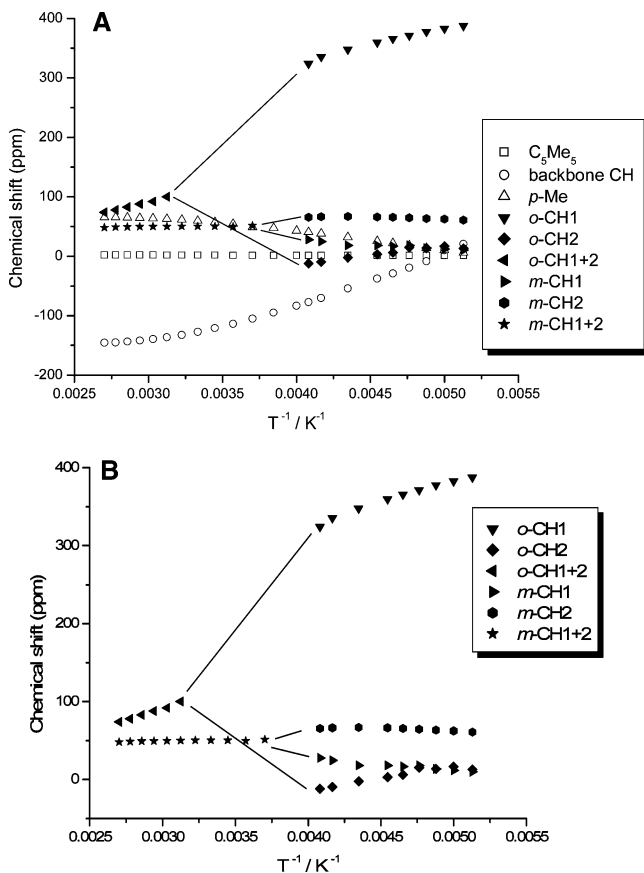 A
400
300
200
100
0
-100
-200
0.0025 0.0030 0.0035 0.0040 0.0045 0.0050 0.0055
Chemical shift (ppm)
T⁻¹ / K⁻¹
C₅Me₅
backbone CH
p-Me
o-CH1
o-CH2
o-CH1+2
m-CH1
m-CH2
m-CH1+2
B
400
300
200
100
0
0.0025 0.0030 0.0035 0.0040 0.0045 0.0050 0.0055
Chemical shift (ppm)
T⁻¹ / K⁻¹
o-CH1
o-CH2
o-CH1+2
m-CH1
m-CH2
m-CH1+2